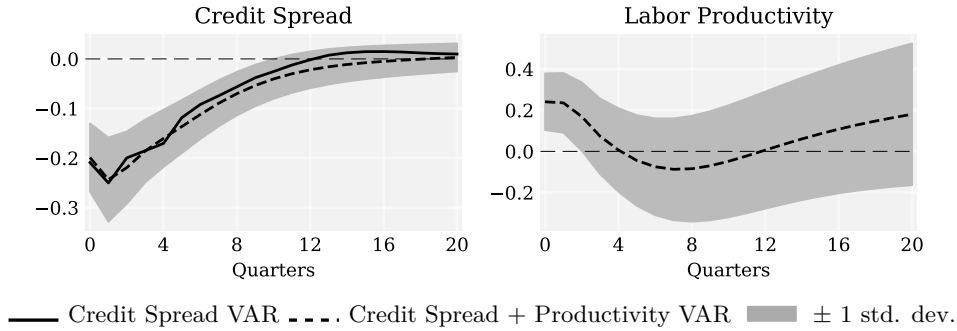 Credit Spread
Labor Productivity
0.0
−0.1
−0.2
−0.3
0 4 8 12 16 20
Quarters
0.4
0.2
0.0
−0.2
0 4 8 12 16 20
Quarters
Credit Spread VAR
Credit Spread + Productivity VAR
± 1 std. dev.